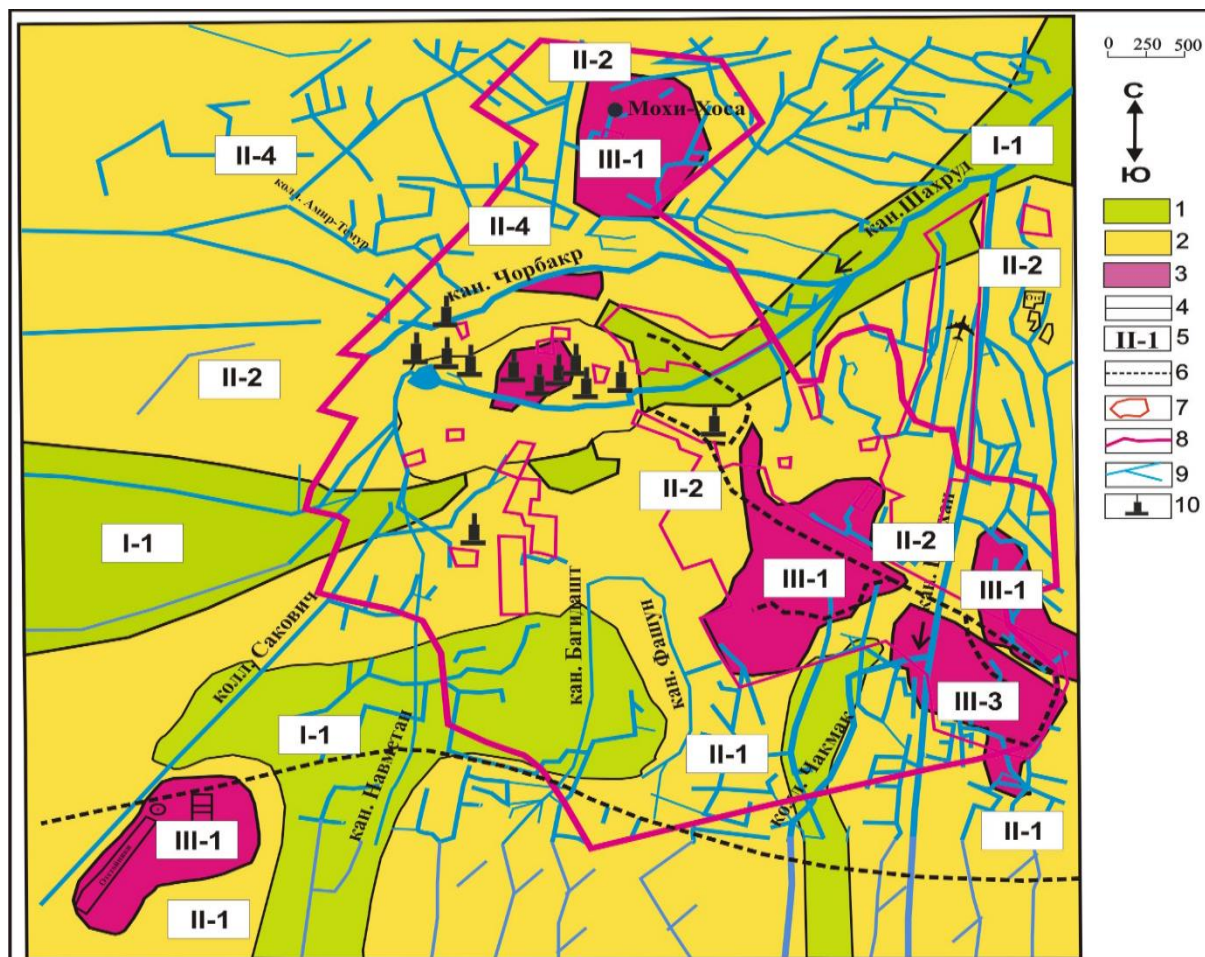 0 250 500
С
Ю
II-2
Мохи-Хоса
III-1
I-1
II-4
кан. Шахруд
колл. Амир-Темур
II-4
II-2
кан. Чорбакр
II-2
II-2
II-2
I-1
III-1
III-1
колл. Сакович
кан. Багидашт
кан. Фашун
III-3
I-1
кан. Навметан
II-1
колл. Чакмак
III-1
II-1
II-1
1
2
3
4
II-1 5
6
7
8
9
10